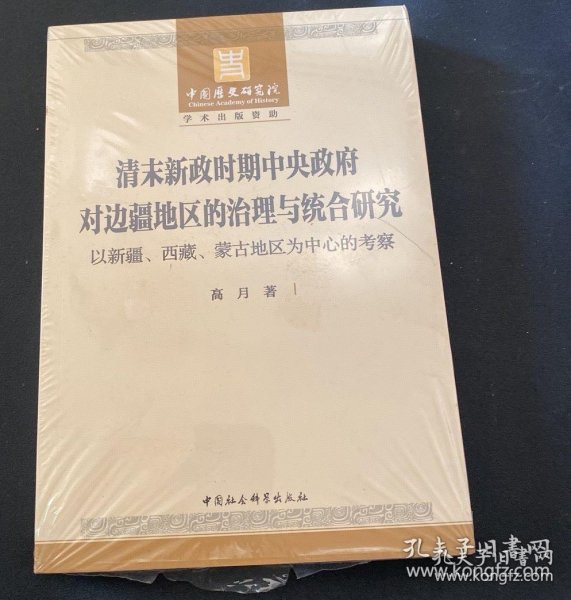 中国历史研究院
Chinese Academy of History
学术出版资助
清末新政时期中央政府
对边疆地区的治理与统合研究
以新疆、西藏、蒙古地区为中心的考察
高月 著
中国社会科学出版社
孔夫子旧书网
www.kongfz.com